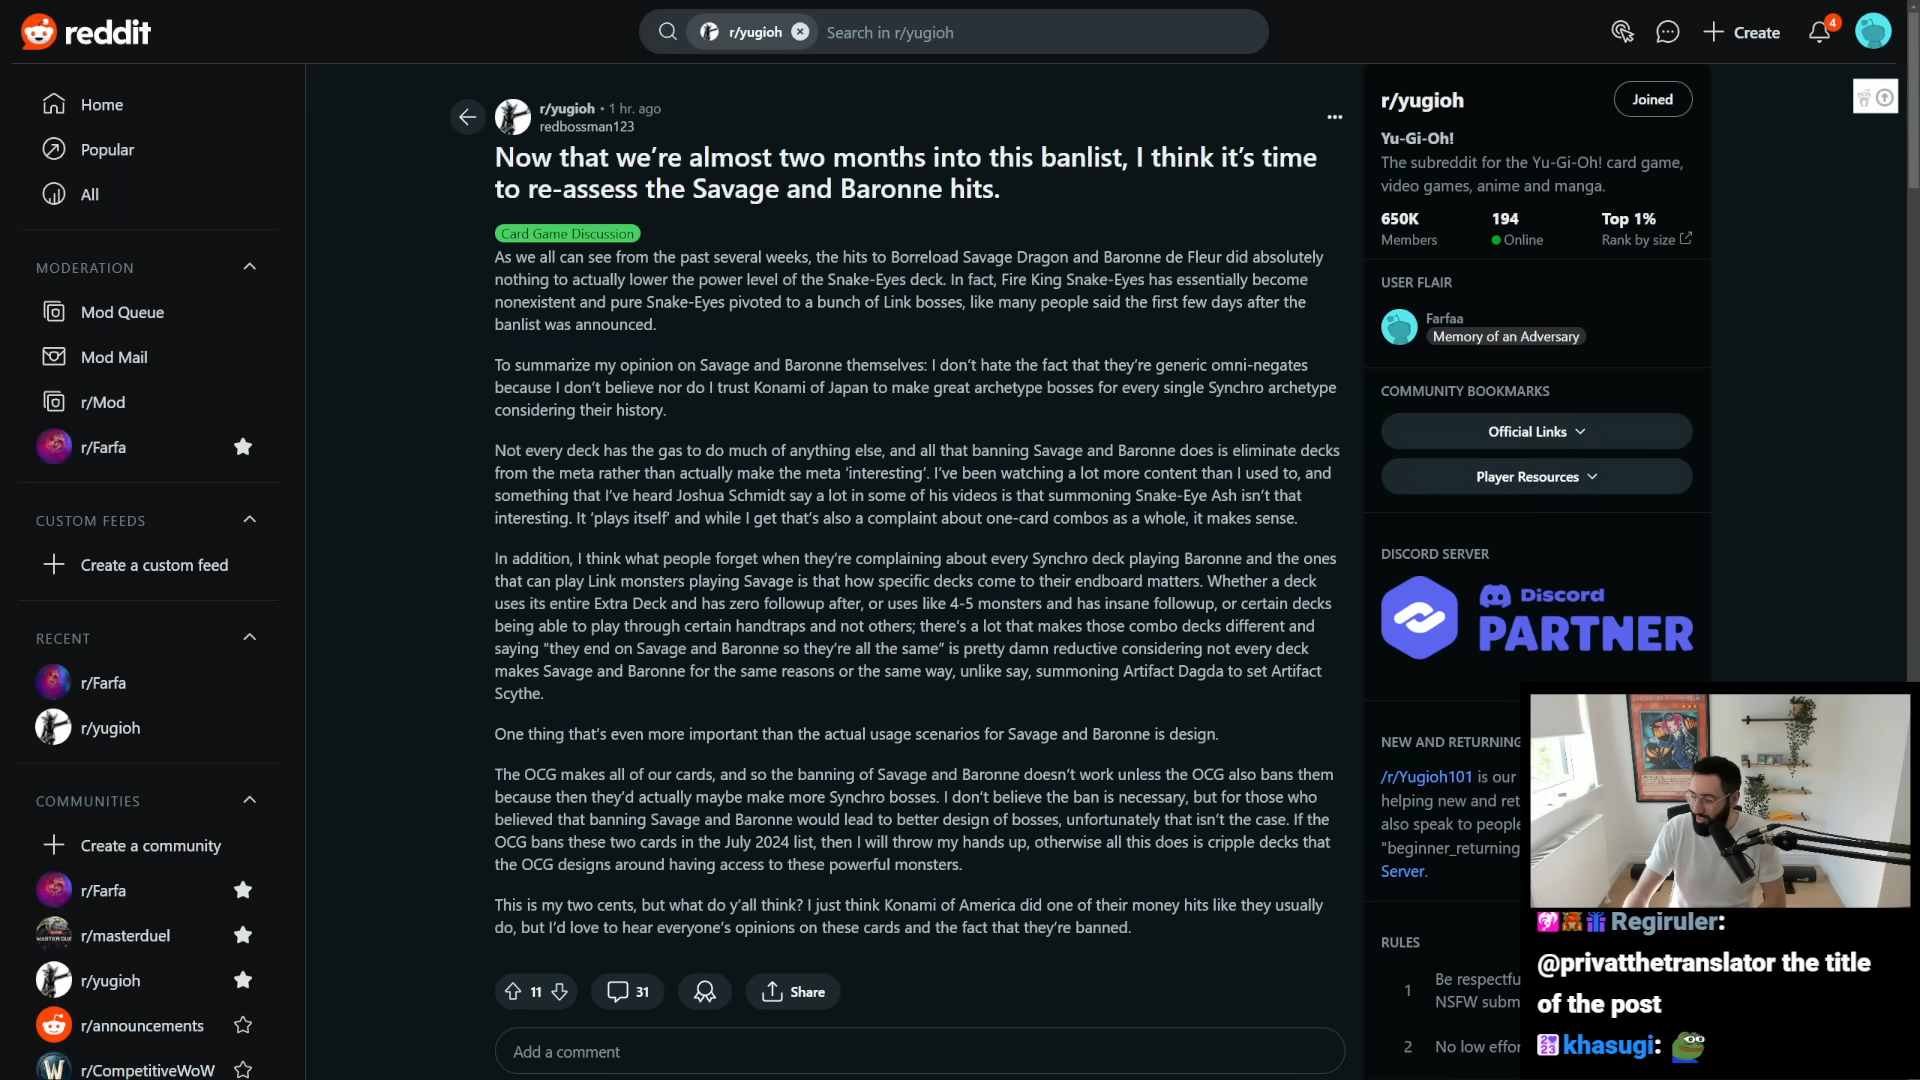 reddit
r/yugioh
Search in r/yugioh
Create
4
Home
Popular
All
MODERATION
Mod Queue
Mod Mail
r/Mod
r/Farfa
CUSTOM FEEDS
Create a custom feed
RECENT
r/Farfa
r/yugioh
COMMUNITIES
Create a community
r/Farfa
r/masterduel
r/yugioh
r/announcements
r/CompetitiveWoW
r/yugioh • 1 hr. ago
redbossman123
Now that we’re almost two months into this banlist, I think it’s time
to re-assess the Savage and Baronne hits.
Card Game Discussion
As we all can see from the past several weeks, the hits to Borreload Savage Dragon and Baronne de Fleur did absolutely
nothing to actually lower the power level of the Snake-Eyes deck. In fact, Fire King Snake-Eyes has essentially become
nonexistent and pure Snake-Eyes pivoted to a bunch of Link bosses, like many people said the first few days after the
banlist was announced.
To summarize my opinion on Savage and Baronne themselves: I don’t hate the fact that they’re generic omni-negates
because I don’t believe nor do I trust Konami of Japan to make great archetype bosses for every single Synchro archetype
considering their history.
Not every deck has the gas to do much of anything else, and all that banning Savage and Baronne does is eliminate decks
from the meta rather than actually make the meta ‘interesting’. I’ve been watching a lot more content than I used to, and
something that I’ve heard Joshua Schmidt say a lot in some of his videos is that summoning Snake-Eye Ash isn’t that
interesting. It ‘plays itself’ and while I get that’s also a complaint about one-card combos as a whole, it makes sense.
In addition, I think what people forget when they’re complaining about every Synchro deck playing Baronne and the ones
that can play Link monsters playing Savage is that how specific decks come to their endboard matters. Whether a deck
uses its entire Extra Deck and has zero followup after, or uses like 4-5 monsters and has insane followup, or certain decks
being able to play through certain handtraps and not others; there’s a lot that makes those combo decks different and
saying “they end on Savage and Baronne so they’re all the same” is pretty damn reductive considering not every deck
makes Savage and Baronne for the same reasons or the same way, unlike say, summoning Artifact Dagda to set Artifact
Scythe.
One thing that’s even more important than the actual usage scenarios for Savage and Baronne is design.
The OCG makes all of our cards, and so the banning of Savage and Baronne doesn’t work unless the OCG also bans them
because then they’d actually maybe make more Synchro bosses. I don’t believe the ban is necessary, but for those who
believed that banning Savage and Baronne would lead to better design of bosses, unfortunately that isn’t the case. If the
OCG bans these two cards in the July 2024 list, then I will throw my hands up, otherwise all this does is cripple decks that
the OCG designs around having access to these powerful monsters.
This is my two cents, but what do y’all think? I just think Konami of America did one of their money hits like they usually
do, but I’d love to hear everyone’s opinions on these cards and the fact that they’re banned.
11
31
Share
Add a comment
r/yugioh
Joined
Yu-Gi-Oh!
The subreddit for the Yu-Gi-Oh! card game,
video games, anime and manga.
650K 194 Top 1%
Members Online Rank by size
USER FLAIR
Farfaa
Memory of an Adversary
COMMUNITY BOOKMARKS
Official Links
Player Resources
DISCORD SERVER
Discord
PARTNER
NEW AND RETURNING
/r/Yugioh101 is our
helping new and ret
also speak to people
"beginner_returning
Server.
RULES
1 Be respectfu
NSFW subm
2 No low effor
Regiruler:
@privatthetranslator the title
of the post
khasugi: